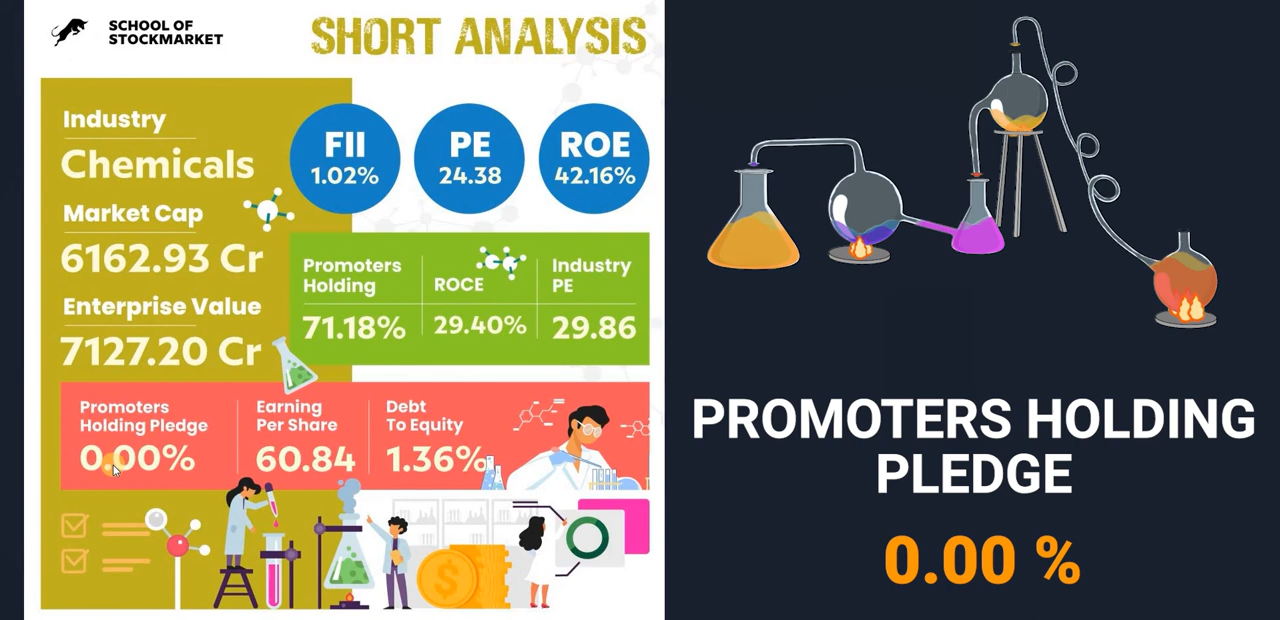 SCHOOL OF
STOCKMARKET
SHORT ANALYSIS
Industry
Chemicals
Market Cap
6162.93 Cr
Enterprise Value
7127.20 Cr
FII
1.02%
PE
24.38
ROE
42.16%
Promoters
Holding
71.18%
ROCE
29.40%
Industry
PE
29.86
Promoters
Holding Pledge
0.00%
Earning
Per Share
60.84
Debt
To Equity
1.36%
PROMOTERS HOLDING
PLEDGE
0.00 %